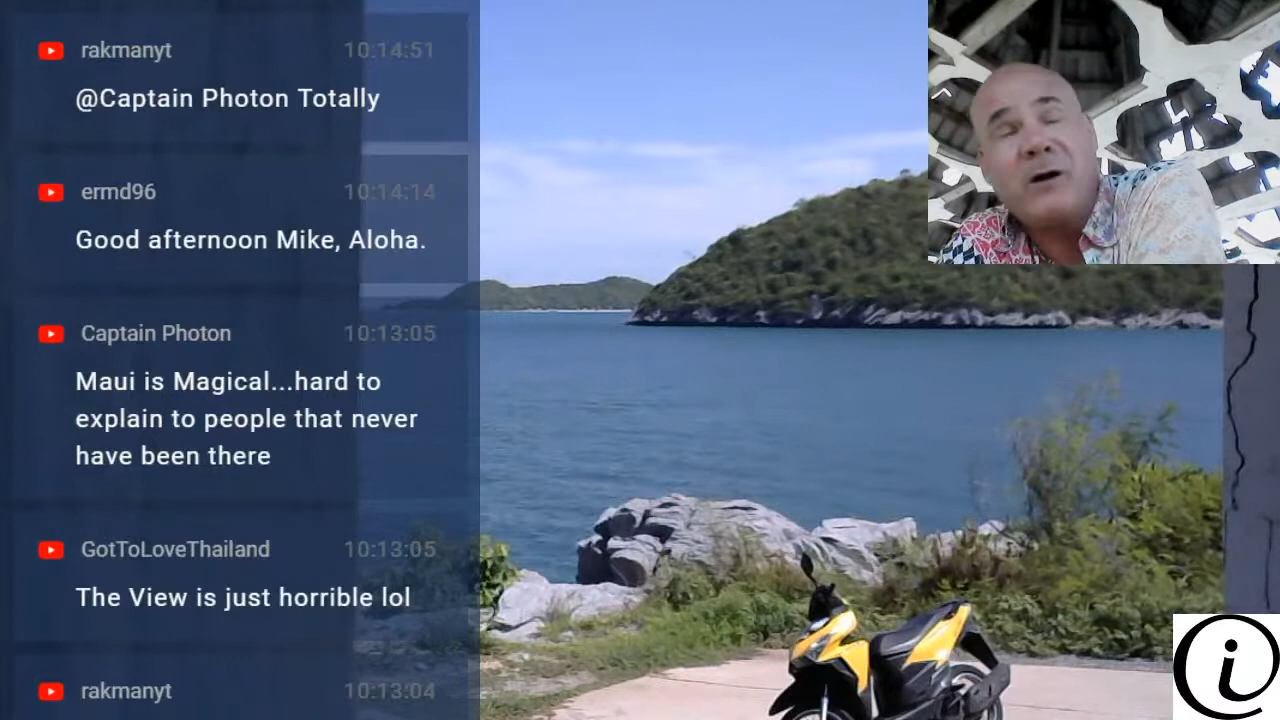 rakmanyt 10:14:51
@Captain Photon Totally
ermd96 10:14:14
Good afternoon Mike, Aloha.
Captain Photon 10:13:05
Maui is Magical...hard to
explain to people that never
have been there
GotToLoveThailand 10:13:05
The View is just horrible lol
rakmanyt 10:13:04
i